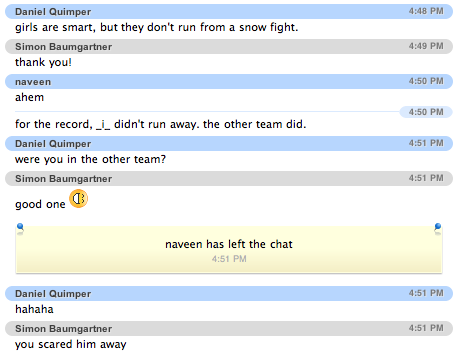 Daniel Quimper 4:48 PM
girls are smart, but they don't run from a snow fight.
Simon Baumgartner 4:49 PM
thank you!
naveen 4:50 PM
ahem
4:50 PM
for the record, _i_ didn't run away. the other team did.
Daniel Quimper 4:51 PM
were you in the other team?
Simon Baumgartner 4:51 PM
good one
naveen has left the chat
4:51 PM
Daniel Quimper 4:51 PM
hahaha
Simon Baumgartner 4:51 PM
you scared him away